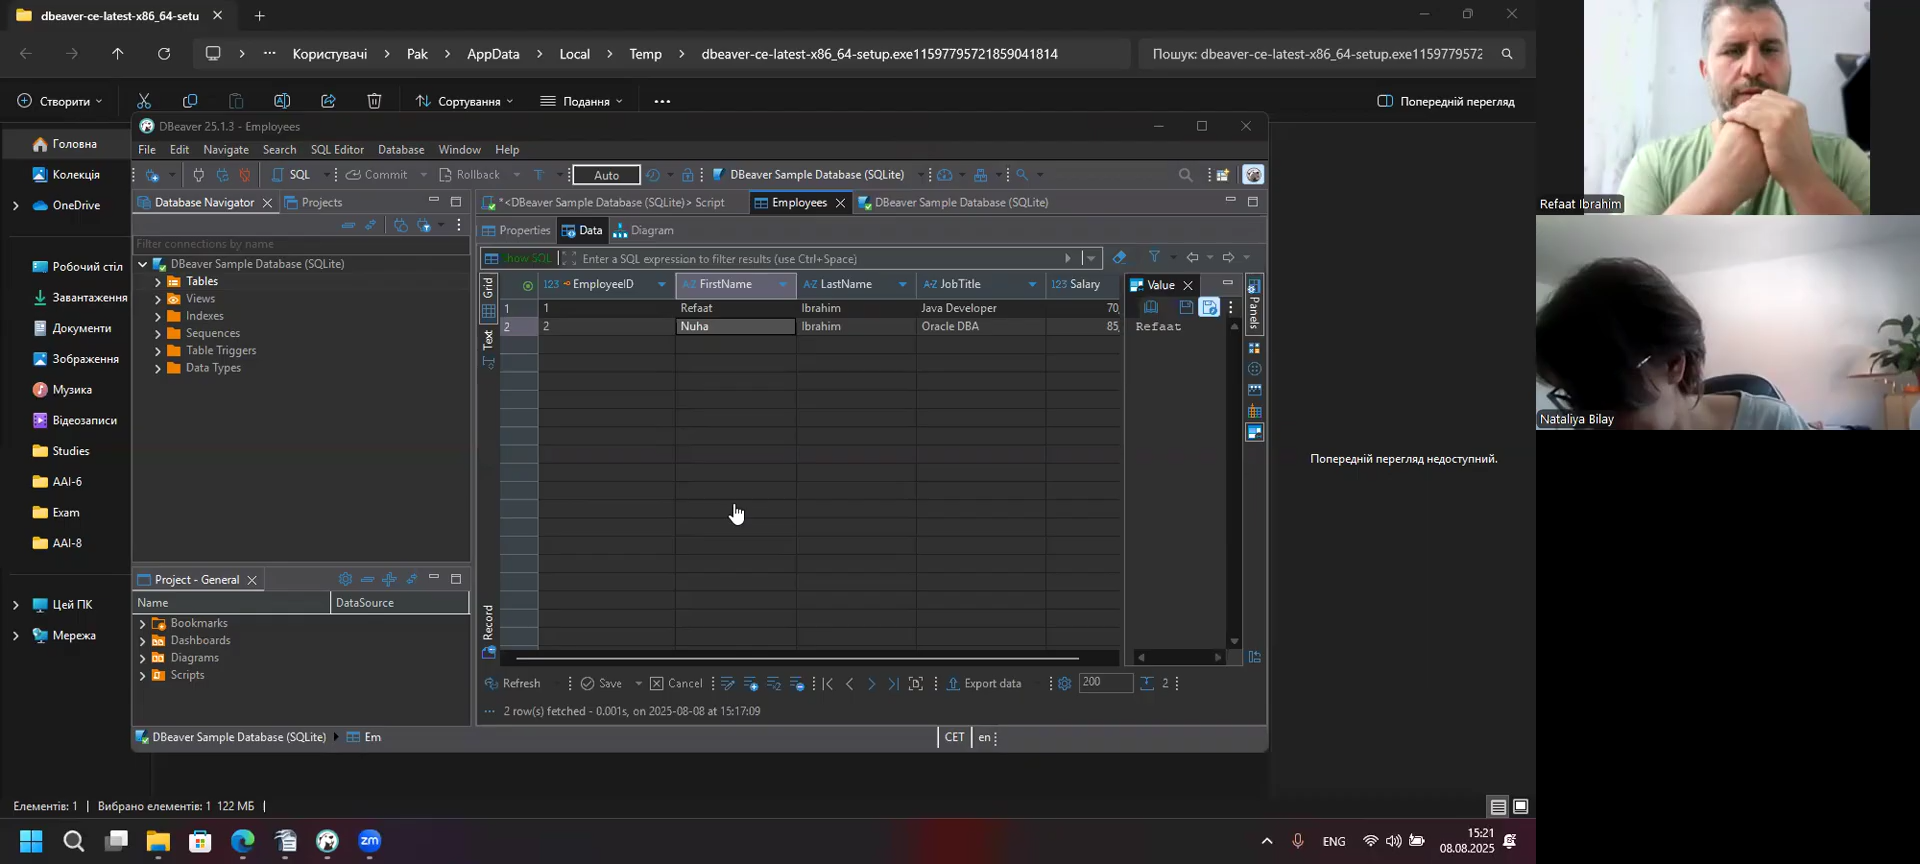 dbeaver-ce-latest-x86_64-setu
Користувачі
Pak
AppData
Local
Temp
dbeaver-ce-latest-x86_64-setup.exe11597795721859041814
Пошук: dbeaver-ce-latest-x86_64-setup.exe1159779572
Створити
Сортування
Подання
Попередній перегляд
DBeaver 25.1.3 - Employees
File Edit Navigate Search SQL Editor Database Window Help
SQL
Commit
Rollback
Auto
DBeaver Sample Database (SQLite)
Головна
Колекція
OneDrive
Робочий стіл
Завантаження
Документи
Зображення
Музика
Відеозаписи
Studies
AAI-6
Exam
AAI-8
Цей ПК
Мережа
Database Navigator
Projects
Filter connections by name
DBeaver Sample Database (SQLite)
Tables
Views
Indexes
Sequences
Table Triggers
Data Types
Project - General
Name DataSource
Bookmarks
Dashboards
Diagrams
Scripts
*<DBeaver Sample Database (SQLite)> Script
Employees
DBeaver Sample Database (SQLite)
Properties
Data
Diagram
how SQL
Enter a SQL expression to filter results (use Ctrl+Space)
Grid
Text
Record
123 EmployeeID A-Z FirstName A-Z LastName A-Z JobTitle 123 Salary
1 1 Refaat Ibrahim Java Developer 70,
2 2 Nuha Ibrahim Oracle DBA 85,
Value
Refaat
Panels
Refresh
Save
Cancel
Export data
200
2
2 row(s) fetched - 0.001s, on 2025-08-08 at 15:17:09
DBeaver Sample Database (SQLite)
Em
CET
en
Попередній перегляд недоступний.
Елементів: 1
Вибрано елементів: 1 122 МБ
zm
ENG
15:21
08.08.2025
Refaat Ibrahim
Nataliya Bilay